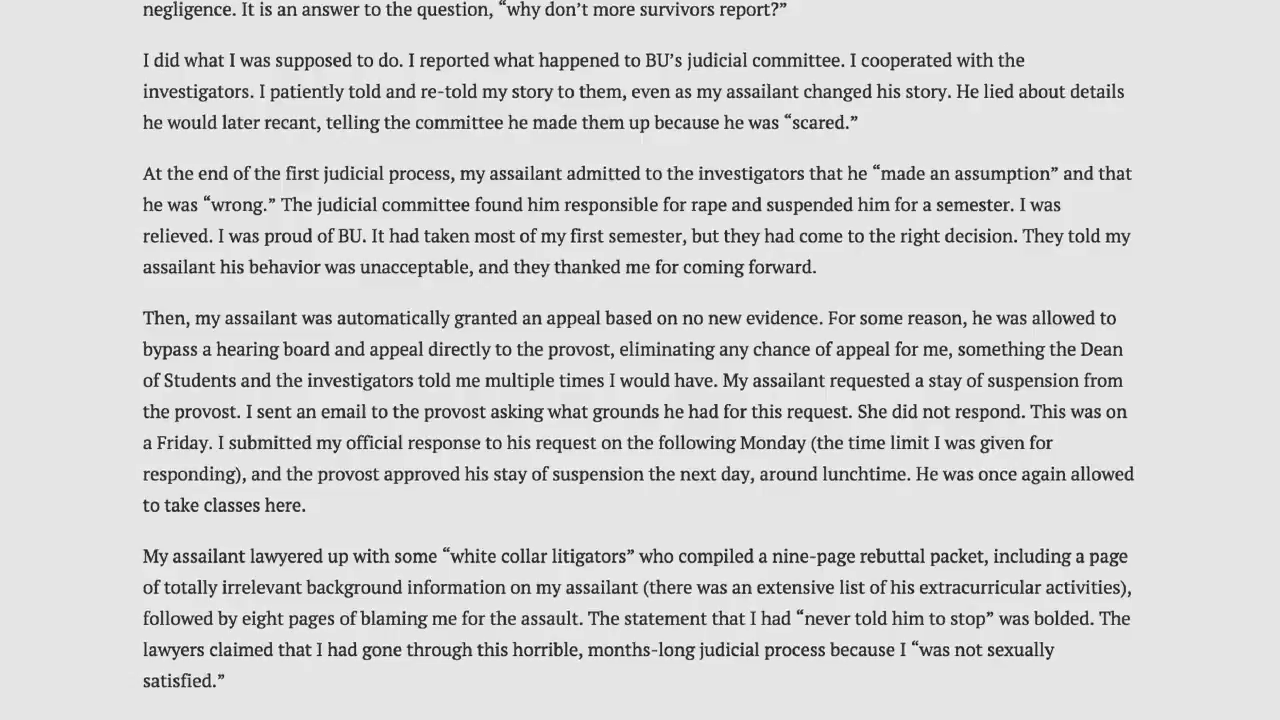 negligence. It is an answer to the question, “why don’t more survivors report?”
I did what I was supposed to do. I reported what happened to BU’s judicial committee. I cooperated with the
investigators. I patiently told and re-told my story to them, even as my assailant changed his story. He lied about details
he would later recant, telling the committee he made them up because he was “scared.”
At the end of the first judicial process, my assailant admitted to the investigators that he “made an assumption” and that
he was “wrong.” The judicial committee found him responsible for rape and suspended him for a semester. I was
relieved. I was proud of BU. It had taken most of my first semester, but they had come to the right decision. They told my
assailant his behavior was unacceptable, and they thanked me for coming forward.
Then, my assailant was automatically granted an appeal based on no new evidence. For some reason, he was allowed to
bypass a hearing board and appeal directly to the provost, eliminating any chance of appeal for me, something the Dean
of Students and the investigators told me multiple times I would have. My assailant requested a stay of suspension from
the provost. I sent an email to the provost asking what grounds he had for this request. She did not respond. This was on
a Friday. I submitted my official response to his request on the following Monday (the time limit I was given for
responding), and the provost approved his stay of suspension the next day, around lunchtime. He was once again allowed
to take classes here.
My assailant lawyered up with some “white collar litigators” who compiled a nine-page rebuttal packet, including a page
of totally irrelevant background information on my assailant (there was an extensive list of his extracurricular activities),
followed by eight pages of blaming me for the assault. The statement that I had “never told him to stop” was bolded. The
lawyers claimed that I had gone through this horrible, months-long judicial process because I “was not sexually
satisfied.”